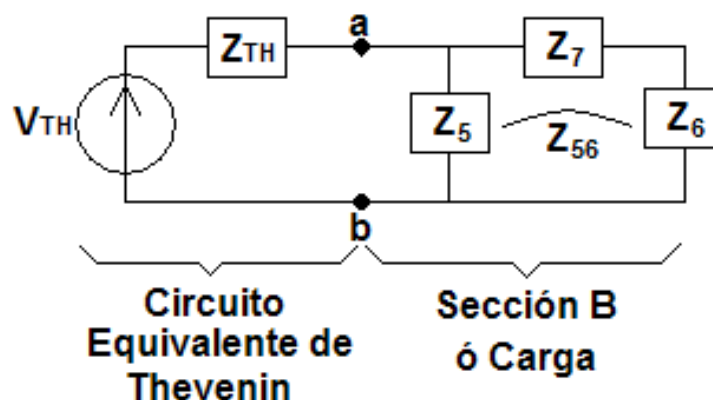 a
ZTH
Z7
VTH
Z5
Z56
Z6
b
Circuito
Equivalente de
Thevenin
Sección B
ó Carga